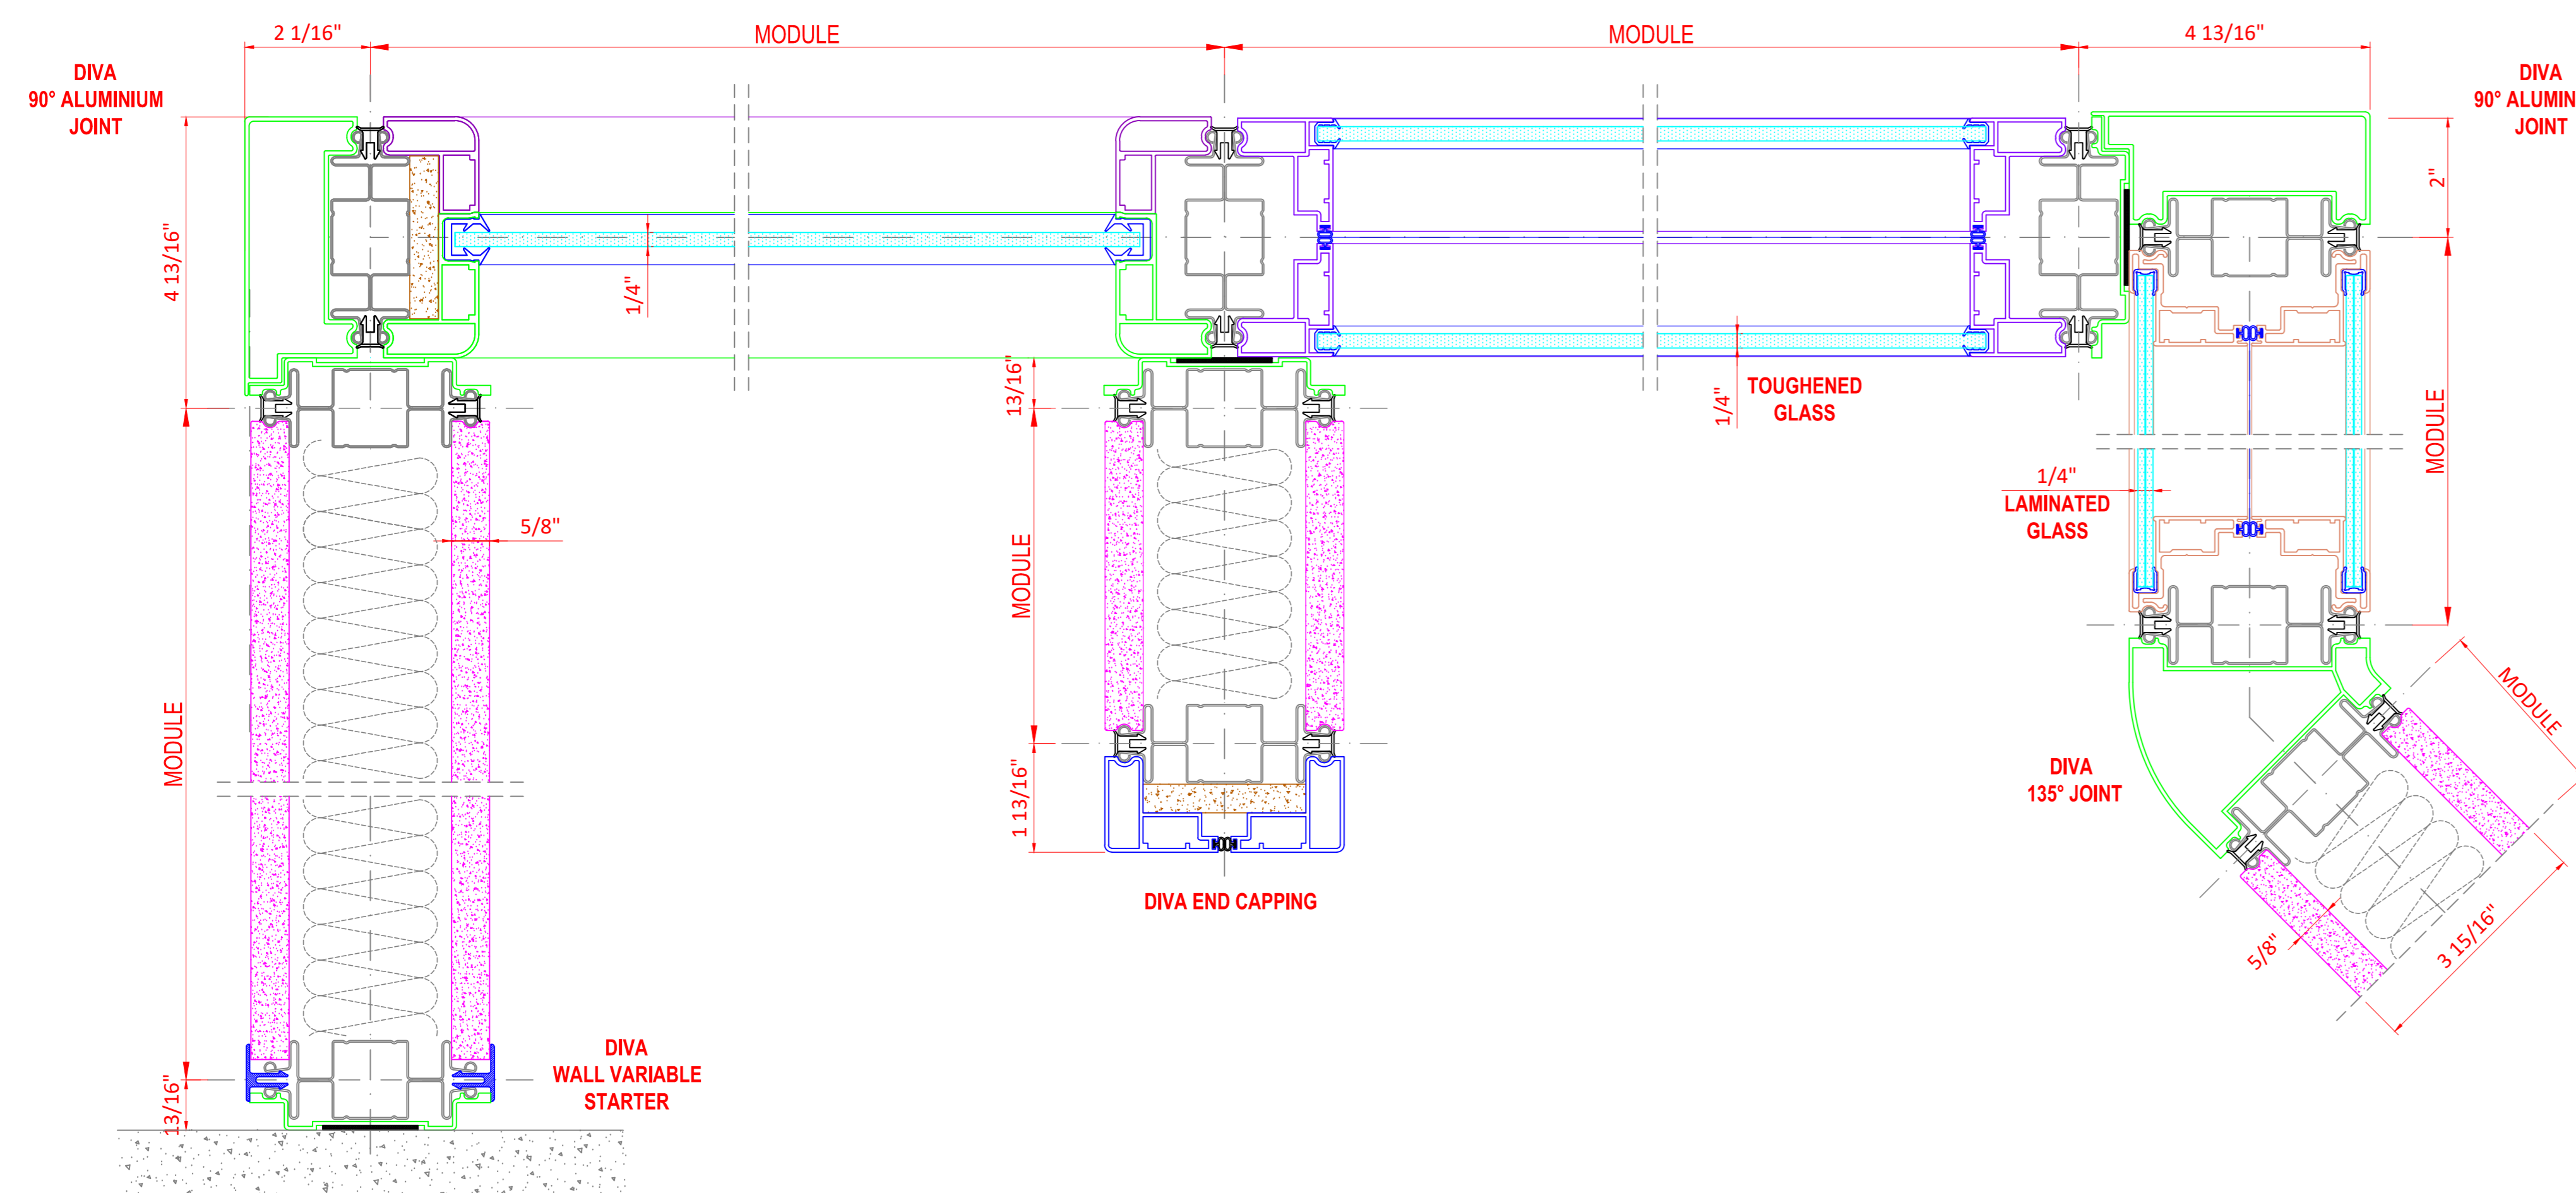 2 1/16"
MODULE
MODULE
4 13/16"
DIVA
90° ALUMINIUM
JOINT
DIVA
90° ALUMIN
JOINT
4 13/16"
1/4"
2"
13/16"
1/4"
TOUGHENED
GLASS
MODULE
1/4"
LAMINATED
GLASS
5/8"
MODULE
MODULE
MODULE
DIVA
135° JOINT
1 13/16"
DIVA END CAPPING
5/8"
3 15/16"
DIVA
WALL VARIABLE
STARTER
13/16"